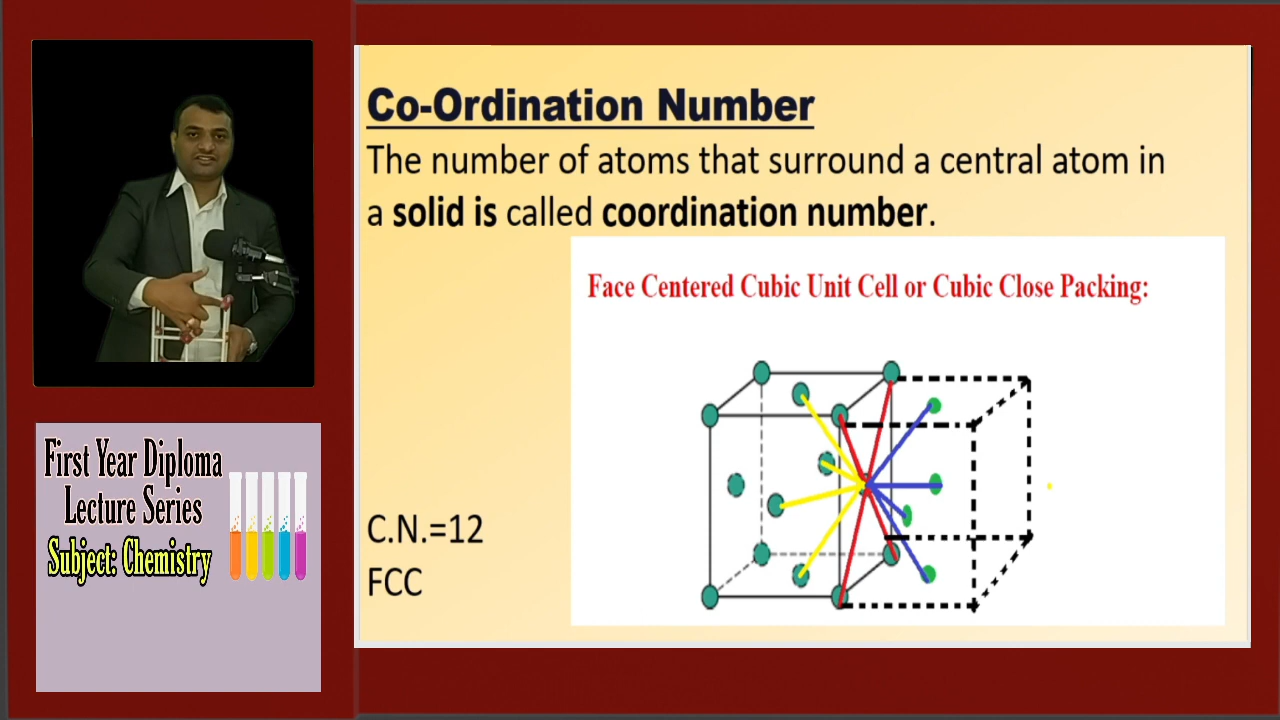 Co-Ordination Number
The number of atoms that surround a central atom in
a solid is called coordination number.
Face Centered Cubic Unit Cell or Cubic Close Packing:
C.N.=12
FCC
First Year Diploma
Lecture Series
Subject: Chemistry